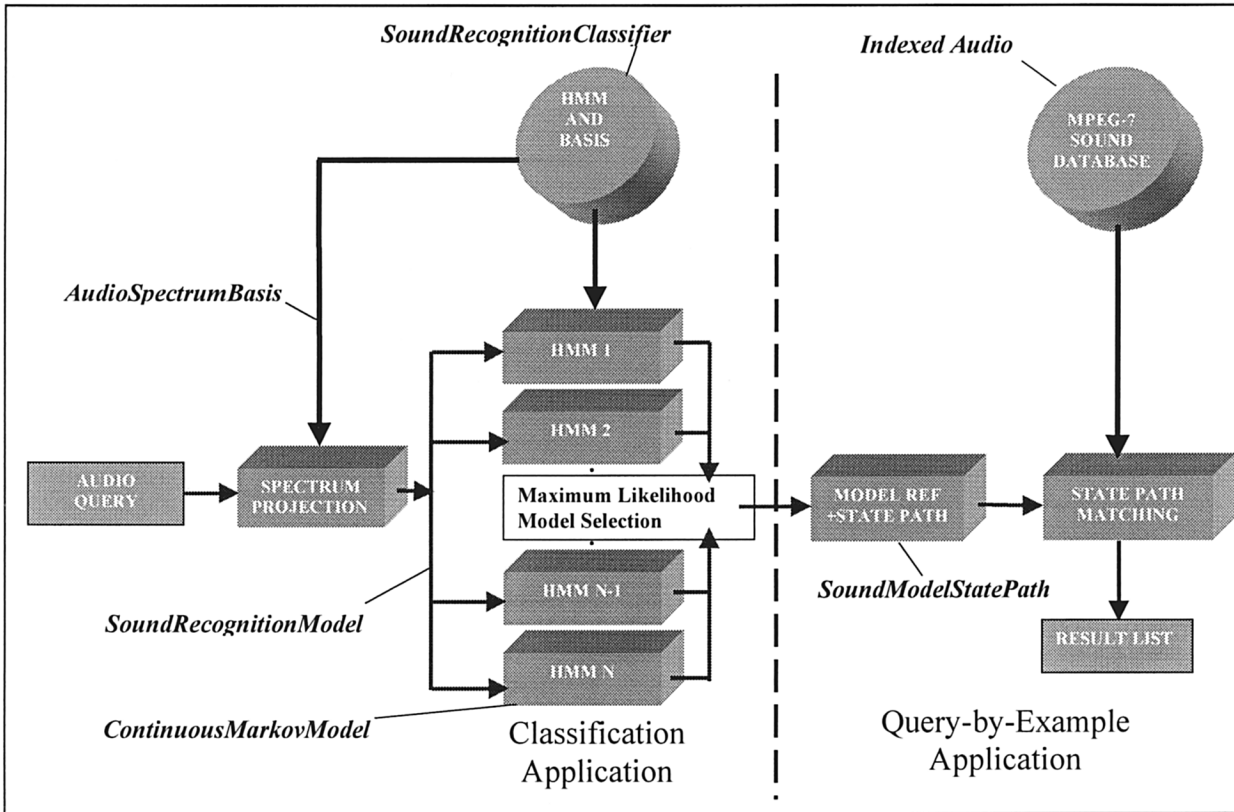 SoundRecognitionClassifier
Indexed Audio
HMM
AND
BASIS
MPEG-7
SOUND
DATABASE
AudioSpectrumBasis
HMM 1
HMM 2
AUDIO
QUERY
SPECTRUM
PROJECTION
Maximum Likelihood
Model Selection
MODEL REF
+STATE PATH
STATE PATH
MATCHING
HMM N-1
SoundModelStatePath
SoundRecognitionModel
RESULT LIST
HMM N
ContinuousMarkovModel
Classification
Application
Query-by-Example
Application